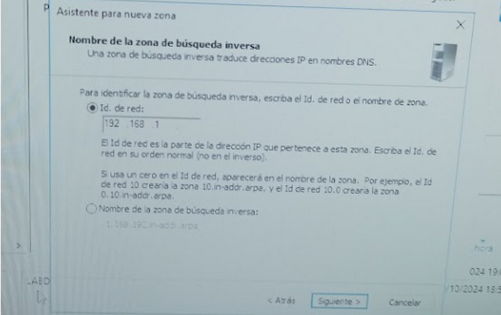 Asistente para nueva zona
Nombre de la zona de búsqueda inversa
Una zona de búsqueda inversa traduce direcciones IP en nombres DNS.
Para identificar la zona de búsqueda inversa, escriba el Id. de red o el nombre de zona.
Id. de red:
192 .168 .1
El Id de red es la parte de la dirección IP que pertenece a esta zona. Escriba el Id. de
red en su orden normal (no en el inverso).
Si usa un cero en el Id de red, aparecerá en el nombre de la zona. Por ejemplo, el Id
de red 10 crearía la zona 10.in-addr.arpa, y el Id de red 10.0 crearía la zona
0.10.in-addr.arpa.
Nombre de la zona de búsqueda inversa:
1.168.192.in-addr.arpa
hora
024 19:
/10/2024 18:5
< Atrás
Siguiente >
Cancelar